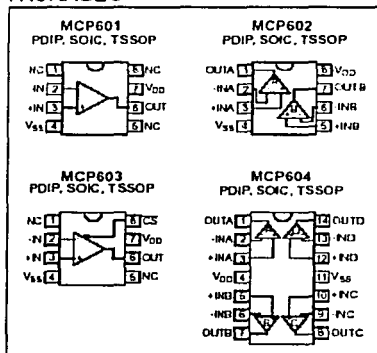 MCP601
PDIP, SOIC, TSSOP
NC 1 8 NC
-IN 2 7 VDD
+IN 3 6 OUT
VSS 4 5 NC
MCP602
PDIP, SOIC, TSSOP
OUTA 1 8 VDD
-INA 2 A 7 OUTB
+INA 3 B 6 -INB
VSS 4 5 +INB
MCP603
PDIP, SOIC, TSSOP
NC 1 8 CS
-IN 2 7 VDD
+IN 3 6 OUT
VSS 4 5 NC
MCP604
PDIP, SOIC, TSSOP
OUTA 1 14 OUTD
-INA 2 13 -IND
+INA 3 12 +IND
VDD 4 11 VSS
+INB 5 10 +INC
-INB 6 9 -INC
OUTB 7 8 OUTC